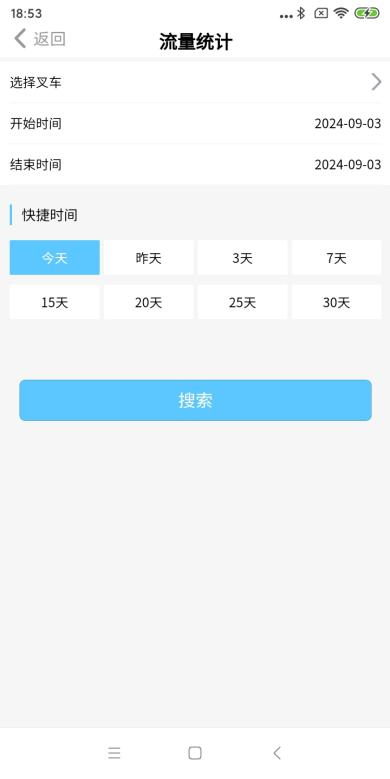 18:53
返回
流量统计
选择叉车
开始时间 2024-09-03
结束时间 2024-09-03
快捷时间
今天 昨天 3天 7天
15天 20天 25天 30天
搜索